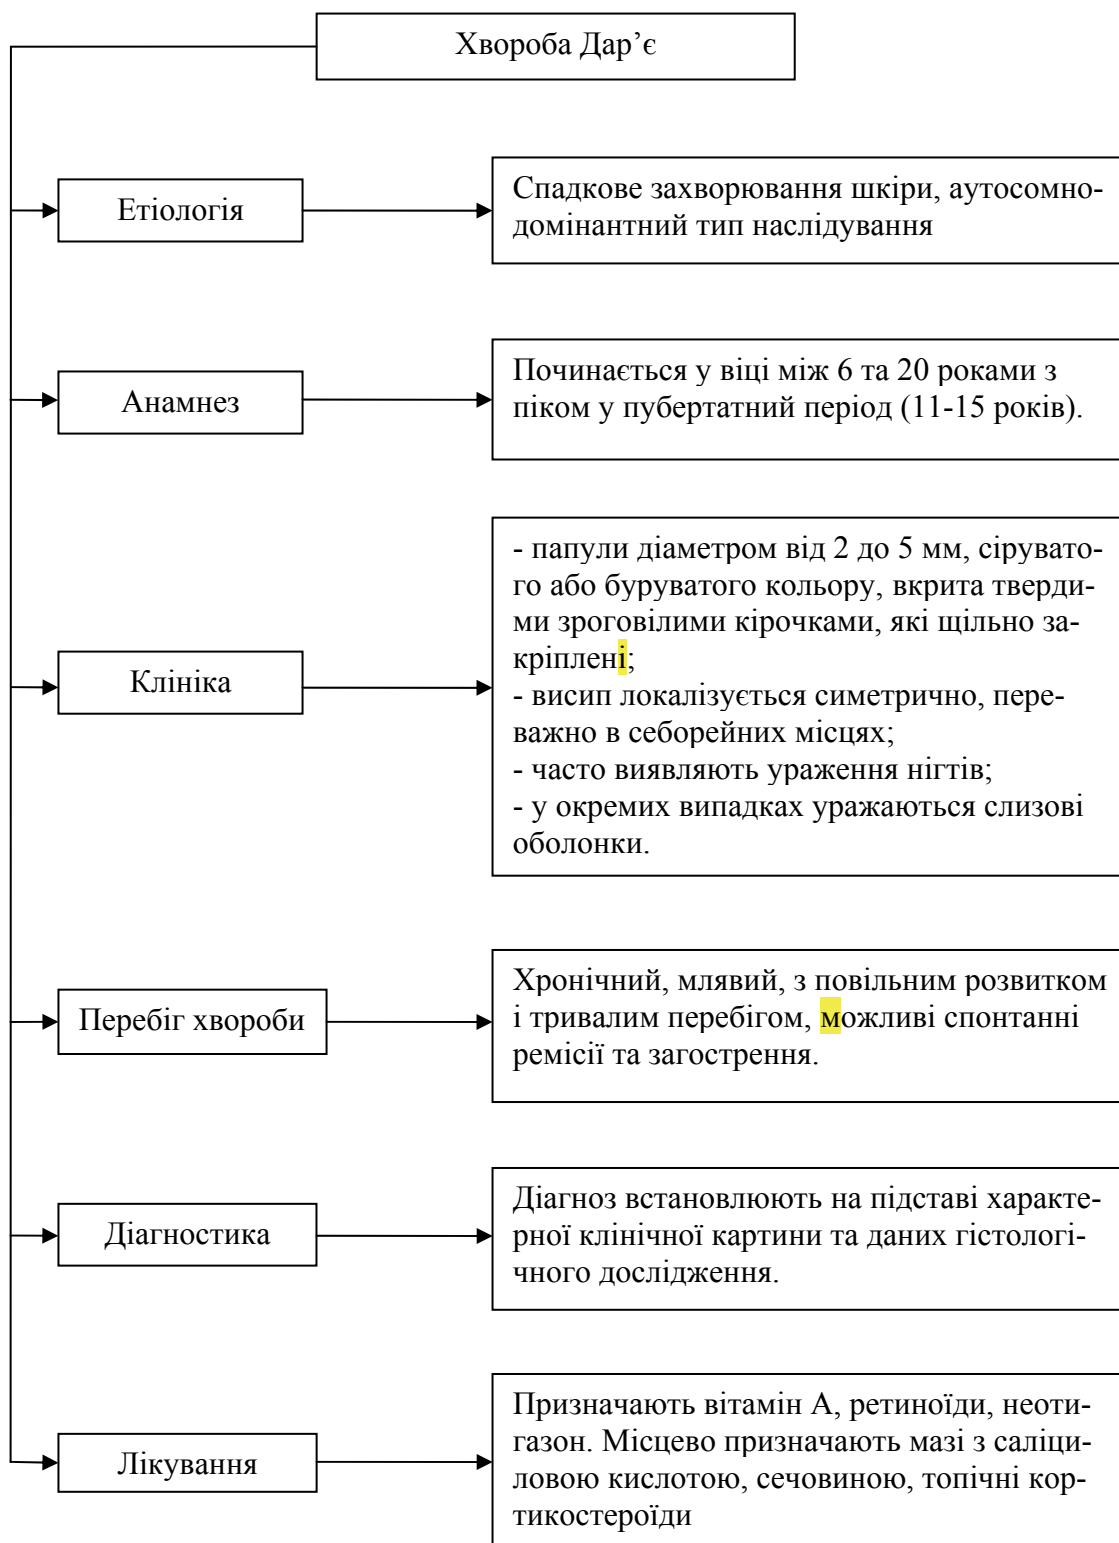 Хвороба Дар’є
Етіологія
Спадкове захворювання шкіри, аутосомно-
домінантний тип наслідування
Анамнез
Починається у віці між 6 та 20 роками з
піком у пубертатний період (11-15 років).
Клініка
- папули діаметром від 2 до 5 мм, сірувато-
го або буруватого кольору, вкрита тверди-
ми зроговілими кірочками, які щільно за-
кріплені;
- висип локалізується симетрично, пере-
важно в себорейних місцях;
- часто виявляють ураження нігтів;
- у окремих випадках уражаються слизові
оболонки.
Перебіг хвороби
Хронічний, млявий, з повільним розвитком
і тривалим перебігом, можливі спонтанні
ремісії та загострення.
Діагностика
Діагноз встановлюють на підставі характе-
рної клінічної картини та даних гістологі-
чного дослідження.
Лікування
Призначають вітамін А, ретиноїди, неоти-
газон. Місцево призначають мазі з саліци-
ловою кислотою, сечовиною, топічні кор-
тикостероїди